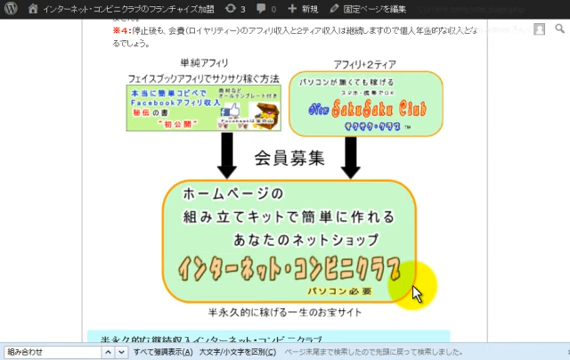 インターネット・コンビニクラブのフランチャイズ加盟 3 0 新規 固定ページを編集
※4:停止後も、会費(ロイヤリティー)のアフィリ収入と2ティア収入は継続しますので個人年金的な収入とな
るでしょう。
単純アフィリ
フェイスブックアフィリでサクサク稼ぐ方法
本当に簡単コピペで
Facebookアフィリ収入
秘伝の書
"初公開"
アフィリ・2ティア
パソコンが無くても稼げる
スマホ・携帯でOK
New SakuSaku Club
サクサク・クラブ TM
会員募集
ホームページの
組み立てキットで簡単に作れる
あなたのネットショップ
インターネット・コンビニクラブ
パソコン必要
半永久的に稼げる一生のお宝サイト
半永久的な継続収入インターネット・コンビニクラブ
組み合わせ すべて強調表示(A) 大文字/小文字を区別(C) ページ末尾まで検索したので先頭に戻って検索しました。